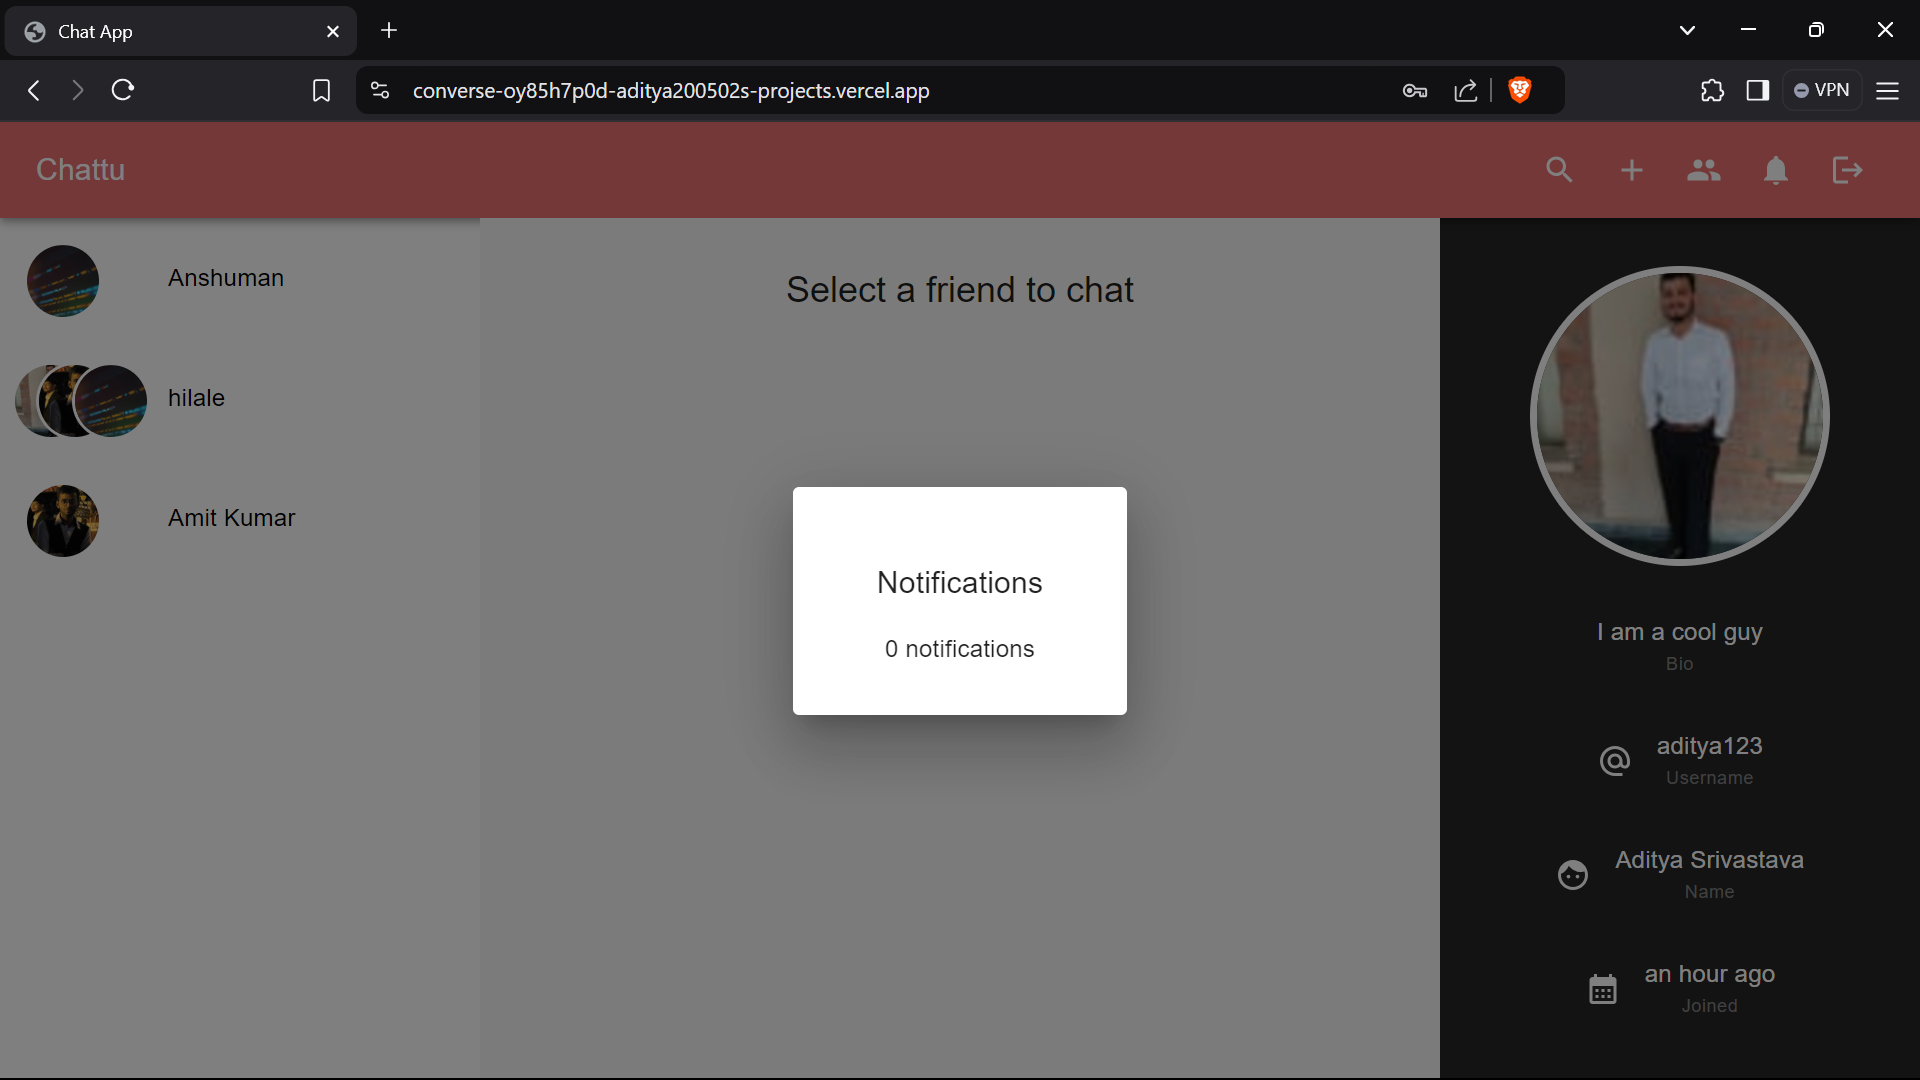 Chat App
converse-oy85h7p0d-aditya200502s-projects.vercel.app
VPN
Chattu
Anshuman
hilale
Amit Kumar
Select a friend to chat
Notifications
0 notifications
I am a cool guy
Bio
aditya123
Username
Aditya Srivastava
Name
an hour ago
Joined